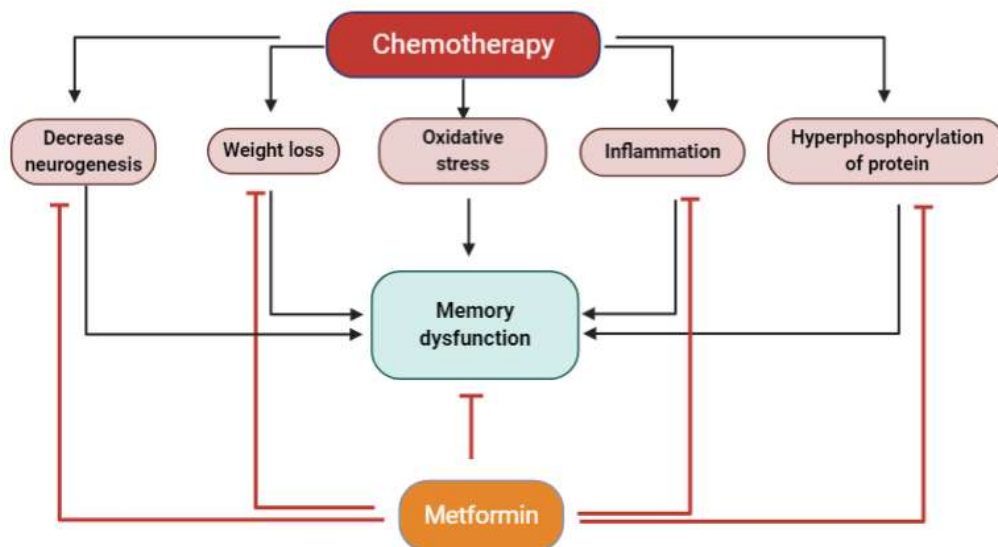 Chemotherapy
Decrease
neurogenesis
Weight loss
Oxidative
stress
Inflammation
Hyperphosphorylation
of protein
Memory
dysfunction
Metformin